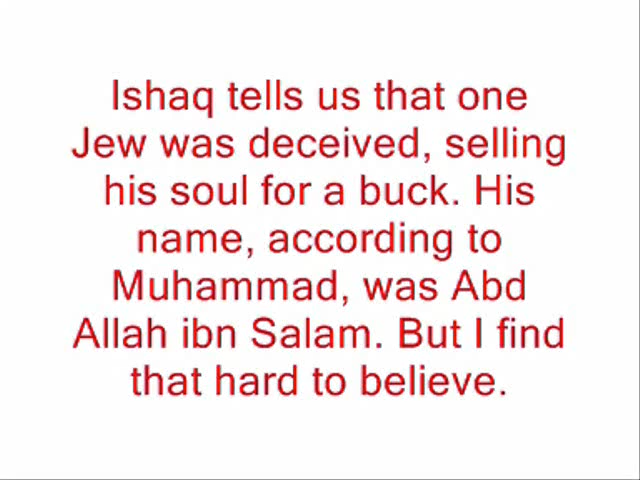 Ishaq tells us that one
Jew was deceived, selling
his soul for a buck. His
name, according to
Muhammad, was Abd
Allah ibn Salam. But I find
that hard to believe.